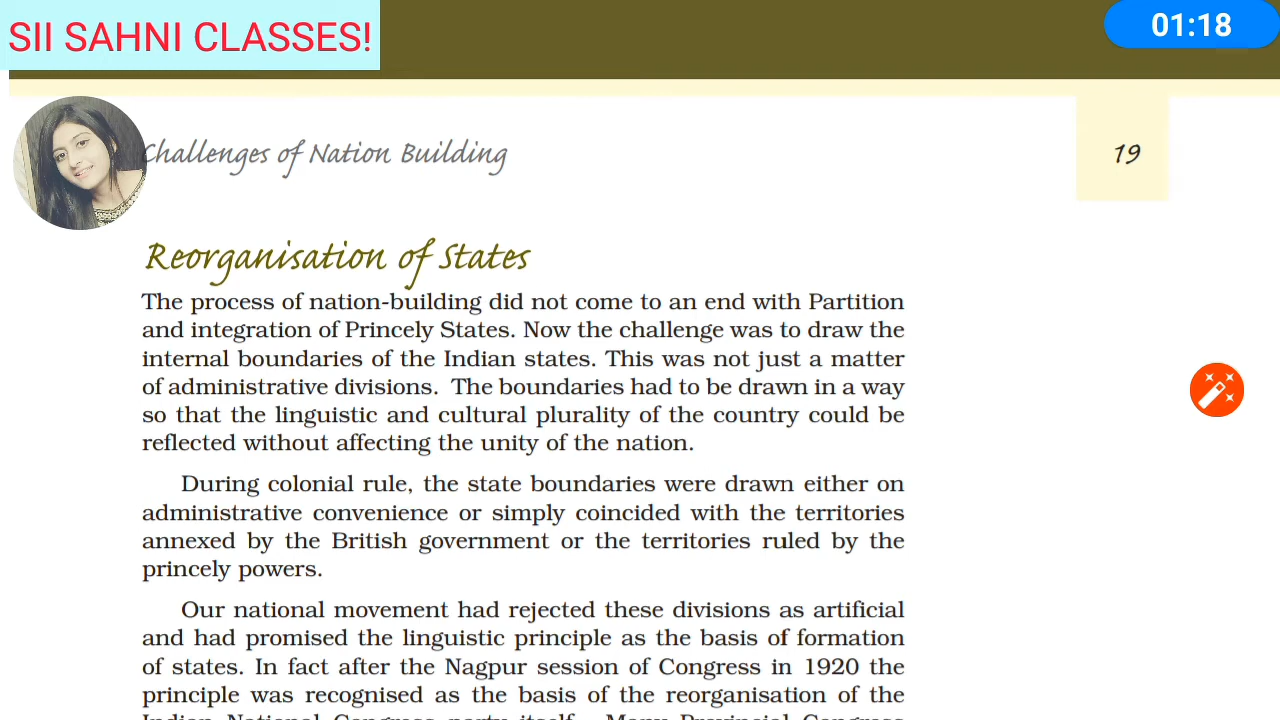 SII SAHNI CLASSES!
01:18
Challenges of Nation Building
19
Reorganisation of States
The process of nation-building did not come to an end with Partition
and integration of Princely States. Now the challenge was to draw the
internal boundaries of the Indian states. This was not just a matter
of administrative divisions. The boundaries had to be drawn in a way
so that the linguistic and cultural plurality of the country could be
reflected without affecting the unity of the nation.
During colonial rule, the state boundaries were drawn either on
administrative convenience or simply coincided with the territories
annexed by the British government or the territories ruled by the
princely powers.
Our national movement had rejected these divisions as artificial
and had promised the linguistic principle as the basis of formation
of states. In fact after the Nagpur session of Congress in 1920 the
principle was recognised as the basis of the reorganisation of the
Indian National Congress party itself. Many Provincial Congress